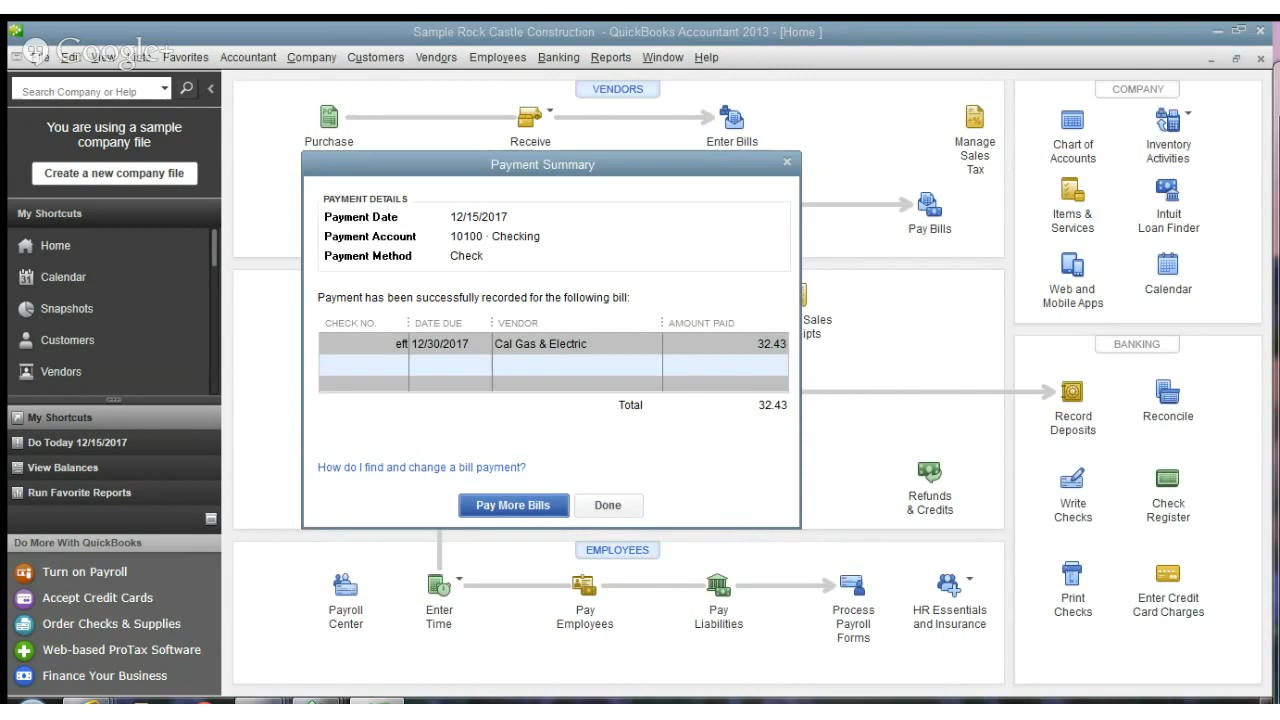 Sample Rock Castle Construction - QuickBooks Accountant 2013 - [Home ]
Google+
Edit View Lists Favorites Accountant Company Customers Vendors Employees Banking Reports Window Help
Search Company or Help
You are using a sample
company file
Create a new company file
My Shortcuts
Home
Calendar
Snapshots
Customers
Vendors
My Shortcuts
Do Today 12/15/2017
View Balances
Run Favorite Reports
Do More With QuickBooks
Turn on Payroll
Accept Credit Cards
Order Checks & Supplies
Web-based ProTax Software
Finance Your Business
VENDORS
Purchase
Receive
Enter Bills
Manage
Sales
Tax
Pay Bills
Payment Summary
PAYMENT DETAILS
Payment Date 12/15/2017
Payment Account 10100 · Checking
Payment Method Check
Payment has been successfully recorded for the following bill:
CHECK NO. DATE DUE VENDOR AMOUNT PAID
eft 12/30/2017 Cal Gas & Electric 32.43
Total 32.43
How do I find and change a bill payment?
Pay More Bills Done
Sales
ipts
Refunds
& Credits
EMPLOYEES
Payroll
Center
Enter
Time
Pay
Employees
Pay
Liabilities
Process
Payroll
Forms
HR Essentials
and Insurance
COMPANY
Chart of
Accounts
Inventory
Activities
Items &
Services
Intuit
Loan Finder
Web and
Mobile Apps
Calendar
BANKING
Record
Deposits
Reconcile
Write
Checks
Check
Register
Print
Checks
Enter Credit
Card Charges